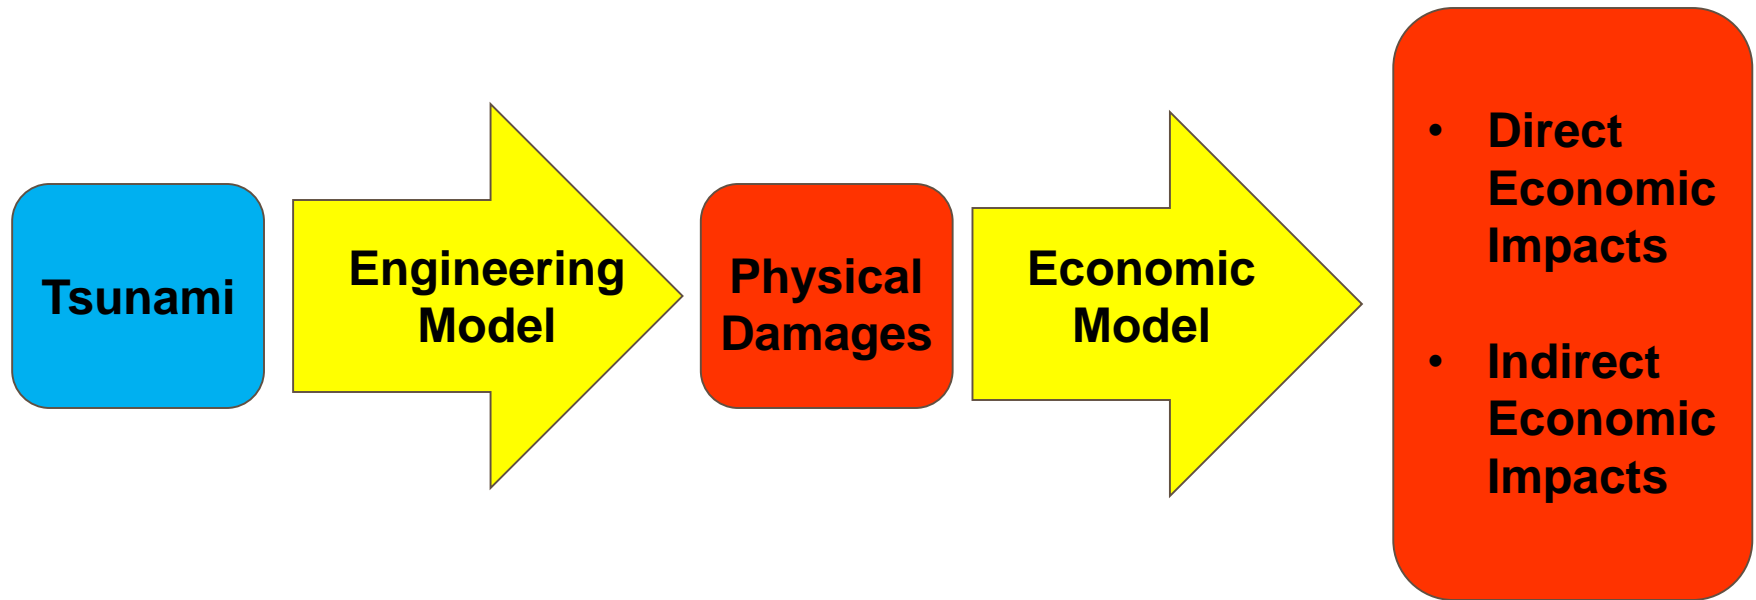 Tsunami
Engineering
Model
Physical
Damages
Economic
Model
• Direct
Economic
Impacts
• Indirect
Economic
Impacts